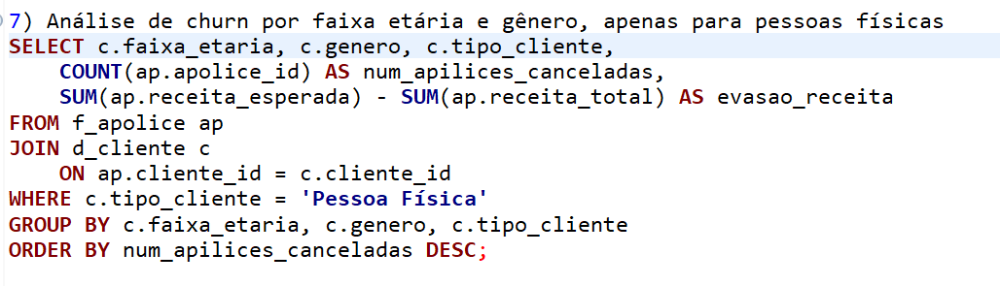 7) Análise de churn por faixa etária e gênero, apenas para pessoas físicas
SELECT c.faixa_etaria, c.genero, c.tipo_cliente,
    COUNT(ap.apolice_id) AS num_apilices_canceladas,
    SUM(ap.receita_esperada) - SUM(ap.receita_total) AS evasao_receita
FROM f_apolice ap
JOIN d_cliente c
    ON ap.cliente_id = c.cliente_id
WHERE c.tipo_cliente = 'Pessoa Física'
GROUP BY c.faixa_etaria, c.genero, c.tipo_cliente
ORDER BY num_apilices_canceladas DESC;